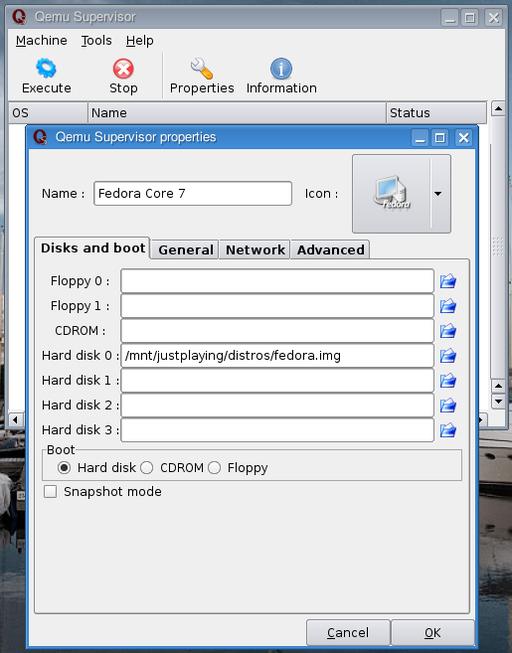 Qemu Supervisor
Machine Tools Help
Execute Stop Properties Information
OS Name Status
Qemu Supervisor properties
Name : Fedora Core 7 Icon :
fedora
Disks and boot General Network Advanced
Floppy 0 :
Floppy 1 :
CDROM :
Hard disk 0 : /mnt/justplaying/distros/fedora.img
Hard disk 1 :
Hard disk 2 :
Hard disk 3 :
Boot
Hard disk CDROM Floppy
Snapshot mode
Cancel OK